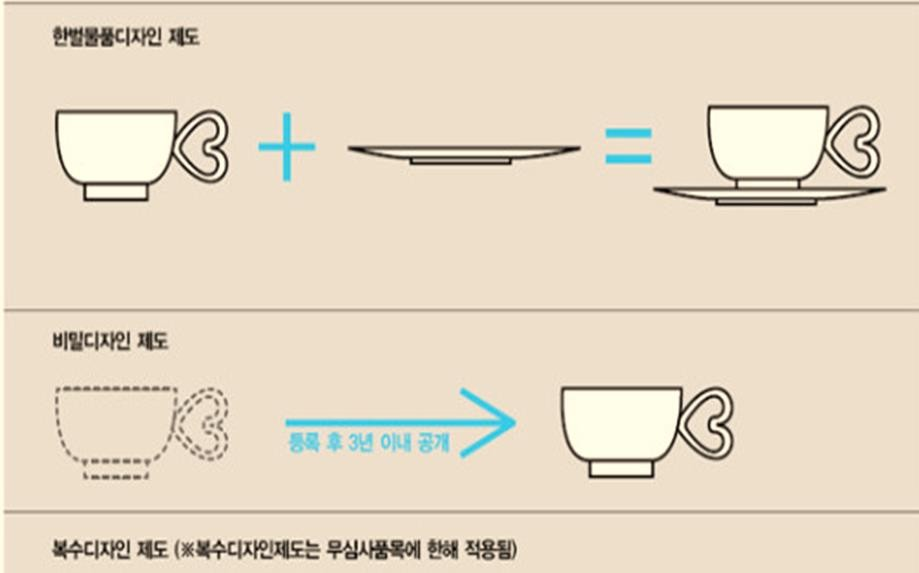 한벌물품디자인 제도
비밀디자인 제도
등록 후 3년 이내 공개
복수디자인 제도 (※복수디자인제도는 무심사품목에 한해 적용됨)